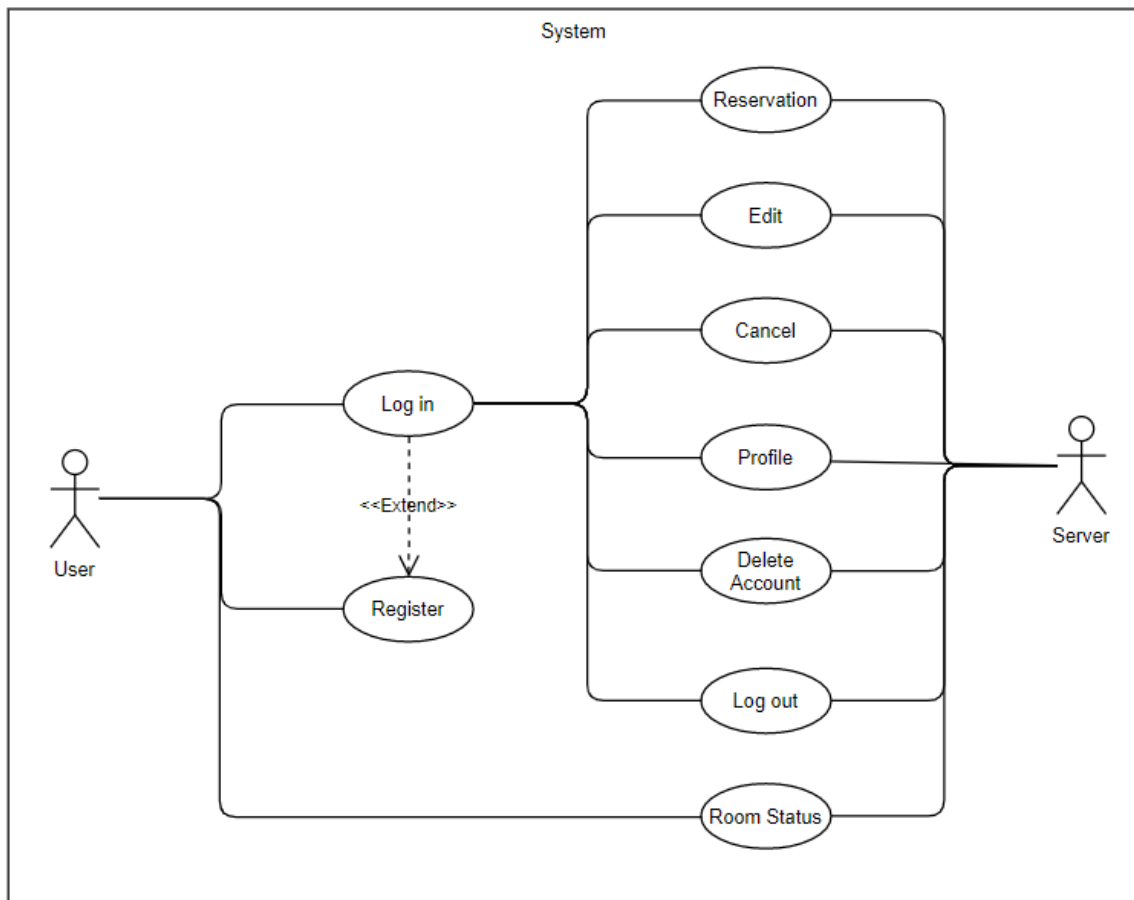 System
Reservation
Edit
Cancel
Log in
Profile
<<Extend>>
Server
User
Delete
Account
Register
Log out
Room Status